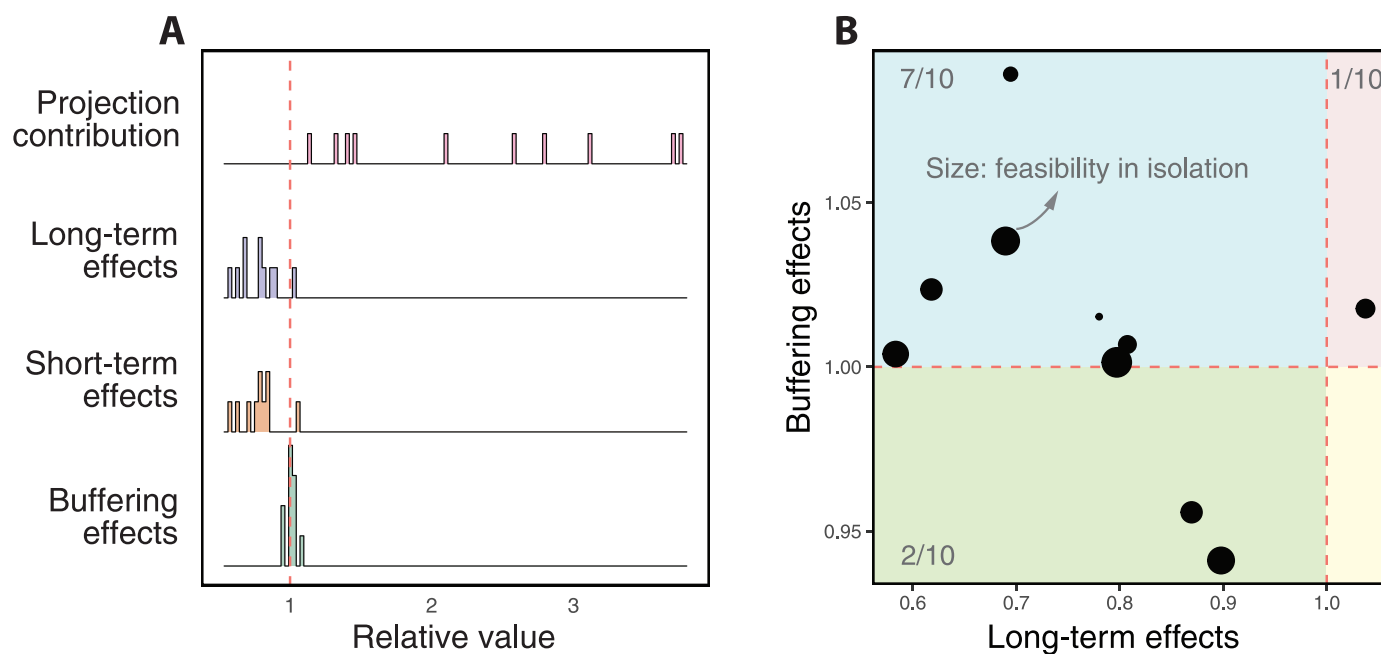 A
Projection
contribution
Long-term
effects
Short-term
effects
Buffering
effects
1
2
3
Relative value
B
7/10
1/10
Size: feasibility in isolation
2/10
1.05
1.00
0.95
Buffering effects
0.6
0.7
0.8
0.9
1.0
Long-term effects